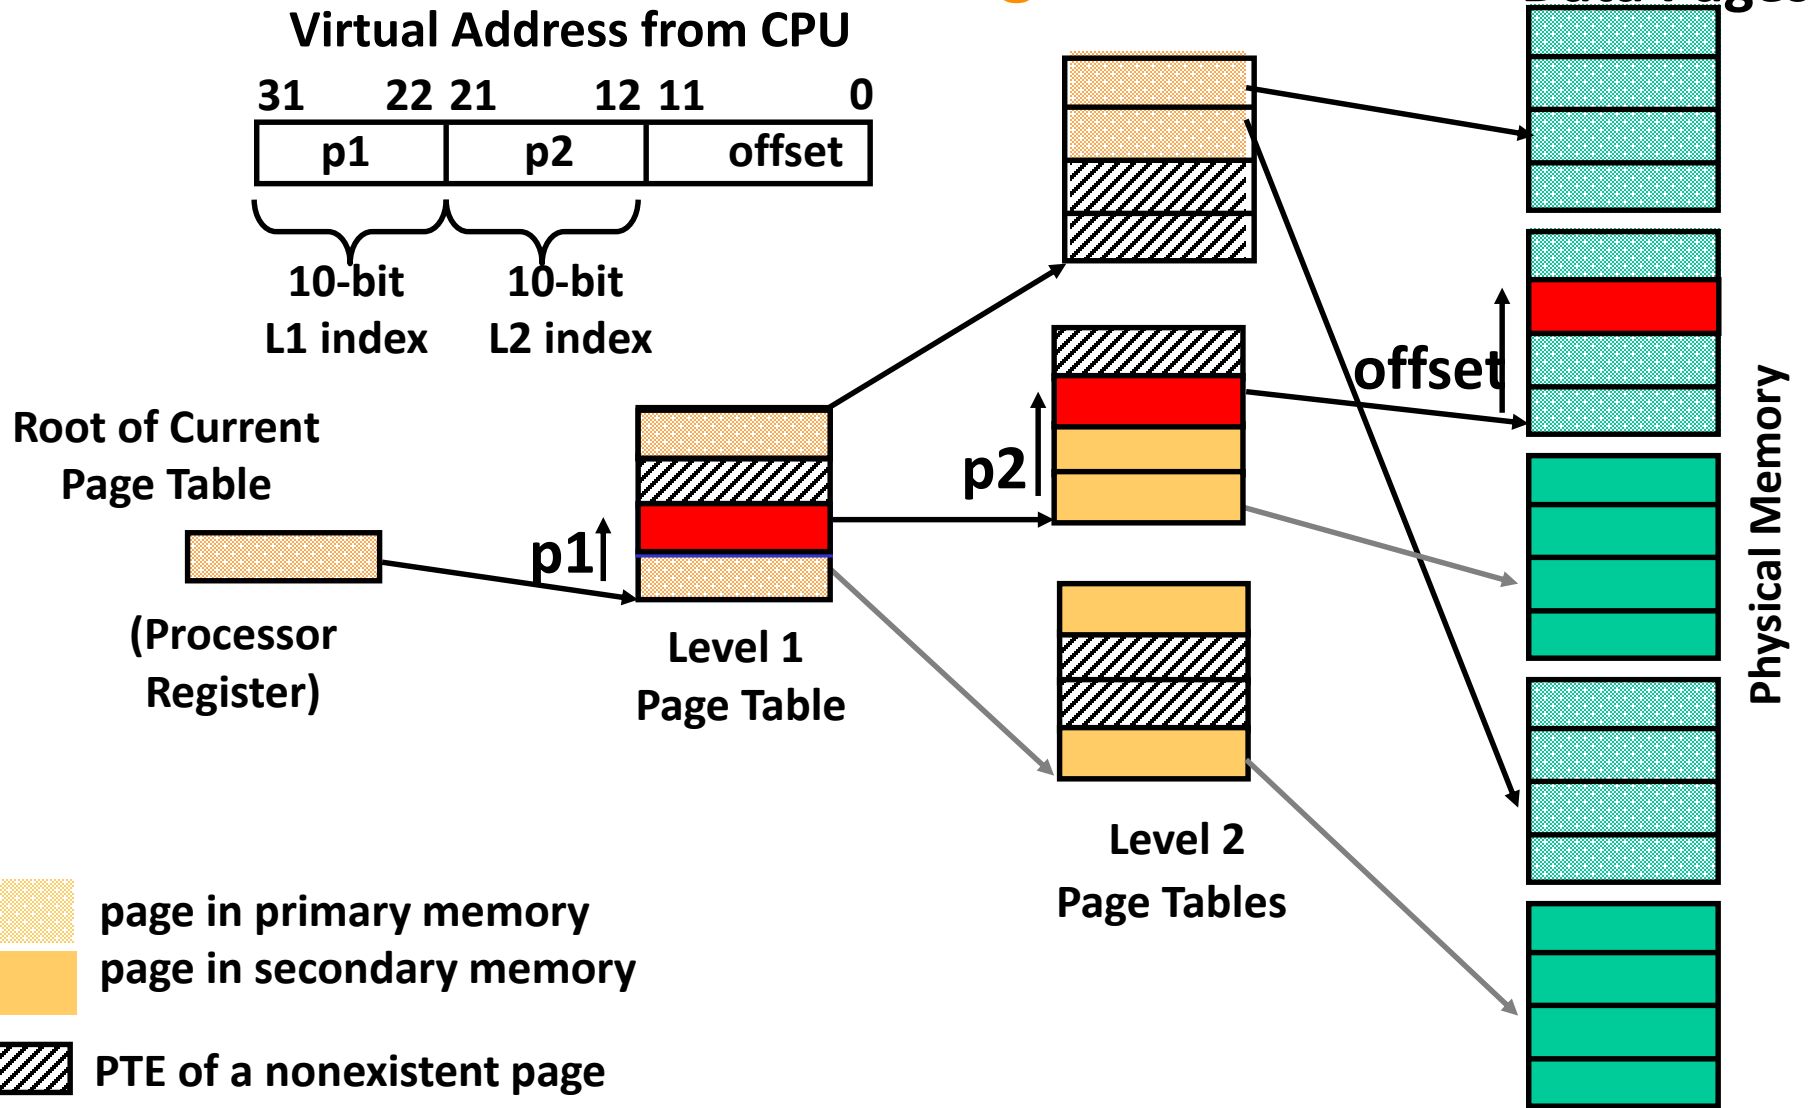 Virtual Address from CPU
31 22 21 12 11 0
p1 p2 offset
10-bit
L1 index
10-bit
L2 index
Root of Current
Page Table
(Processor
Register)
p1
Level 1
Page Table
p2
Level 2
Page Tables
offset
Physical Memory
page in primary memory
page in secondary memory
PTE of a nonexistent page